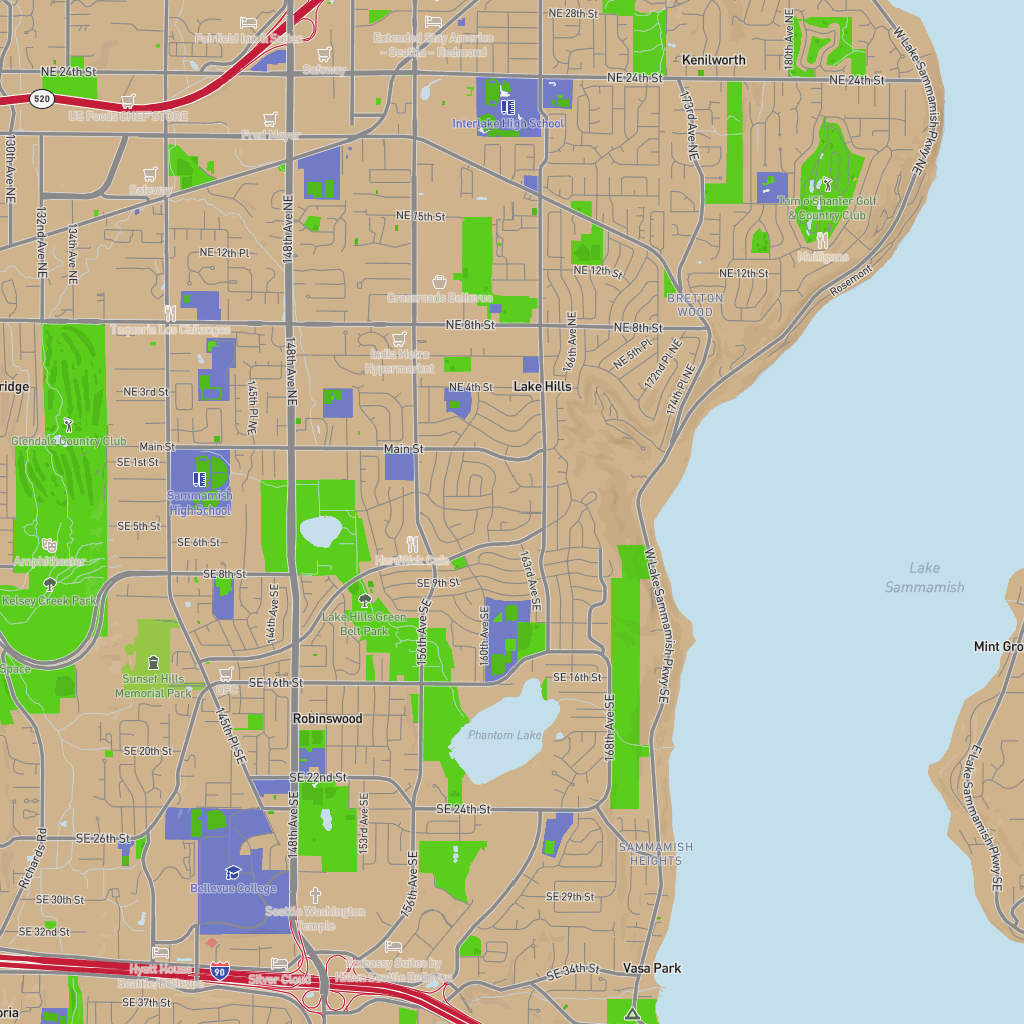 NE 28th St
180th Ave NE
W Lake Sammamish Pkwy NE
Fairfield Inn & Suites
Extended Stay America
- Seattle - Redmond
Safeway
Kenilworth
NE 24th St
NE 24th St
NE 24th St
520
US Foods CHEF'STORE
Fred Meyer
Interlake High School
173rd Ave NE
130th Ave NE
Safeway
132nd Ave NE
134th Ave NE
148th Ave NE
NE 15th St
Tam o'Shanter Golf
& Country Club
Mulligans
NE 12th Pl
NE 12th St
NE 12th St
Rosemont
Crossroads Bellevue
BRETTON
WOOD
Taqueria Los Chilangos
NE 8th St
NE 8th St
166th Ave NE
India Metro
Hypermarket
NE 5th Pl
172nd Pl NE
174th Pl NE
148th Ave NE
ridge
NE 3rd St
145th Pl NE
NE 4th St
Lake Hills
Glendale Country Club
Main St
Main St
SE 1st St
Sammamish
High School
SE 5th St
SE 6th St
Amphitheater
HardWok Cafe
SE 8th St
SE 9th St
163rd Ave SE
W Lake Sammamish Pkwy SE
Lake
Sammamish
Kelsey Creek Park
146th Ave SE
Lake Hills Green
Belt Park
156th Ave SE
160th Ave SE
Mint Gro
Space
Sunset Hills
Memorial Park
QFC
SE 16th St
SE 16th St
145th Pl SE
Robinswood
Phantom Lake
168th Ave SE
SE 20th St
SE 22nd St
E Lake Sammamish Pkwy SE
148th Ave SE
153rd Ave SE
SE 24th St
SE 26th St
Richards Rd
SAMMAMISH
HEIGHTS
Bellevue College
156th Ave SE
SE 30th St
SE 29th St
Seattle Washington
Temple
SE 32nd St
Hyatt House
Seattle/Bellevue
90
Silver Cloud
Embassy Suites by
Hilton Seattle Bellevue
SE 34th St
Vasa Park
SE 37th St
oria